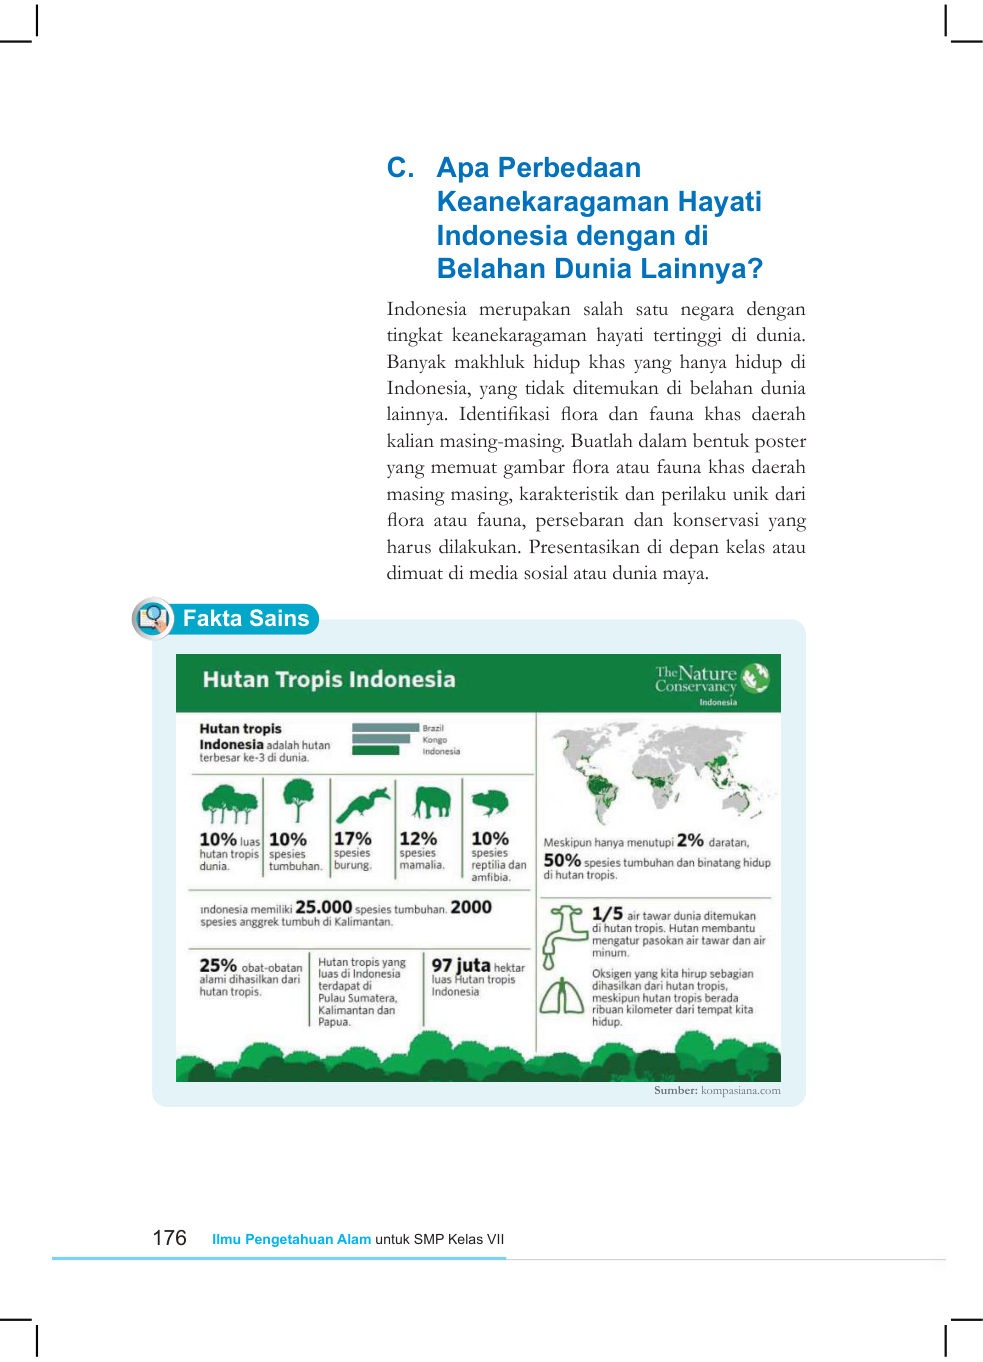 C. Apa Perbedaan
Keanekaragaman Hayati
Indonesia dengan di
Belahan Dunia Lainnya?
Indonesia merupakan salah satu negara dengan
tingkat keanekaragaman hayati tertinggi di dunia.
Banyak makhluk hidup khas yang hanya hidup di
Indonesia, yang tidak ditemukan di belahan dunia
lainnya. Identifikasi flora dan fauna khas daerah
kalian masing-masing. Buatlah dalam bentuk poster
yang memuat gambar flora atau fauna khas daerah
masing masing, karakteristik dan perilaku unik dari
flora atau fauna, persebaran dan konservasi yang
harus dilakukan. Presentasikan di depan kelas atau
dimuat di media sosial atau dunia maya.
Fakta Sains
Hutan Tropis Indonesia
The Nature
Conservancy
Indonesia
Hutan tropis
Indonesia adalah hutan
terbesar ke-3 di dunia.
Brazil
Kongo
Indonesia
10% luas
hutan tropis
dunia.
10%
spesies
tumbuhan.
17%
spesies
burung.
12%
spesies
mamalia.
10%
spesies
reptilia dan
amfibia.
Indonesia memiliki 25.000 spesies tumbuhan. 2000
spesies anggrek tumbuh di Kalimantan.
25% obat-obatan
alami dihasilkan dari
hutan tropis.
Hutan tropis yang
luas di Indonesia
terdapat di
Pulau Sumatera,
Kalimantan dan
Papua.
97 juta hektar
luas Hutan tropis
Indonesia
Meskipun hanya menutupi 2% daratan,
50% spesies tumbuhan dan binatang hidup
di hutan tropis.
1/5 air tawar dunia ditemukan
di hutan tropis. Hutan membantu
mengatur pasokan air tawar dan air
minum.
Oksigen yang kita hirup sebagian
dihasilkan dari hutan tropis,
meskipun hutan tropis berada
ribuan kilometer dari tempat kita
hidup.
Sumber: kompasiana.com
176 Ilmu Pengetahuan Alam untuk SMP Kelas VII